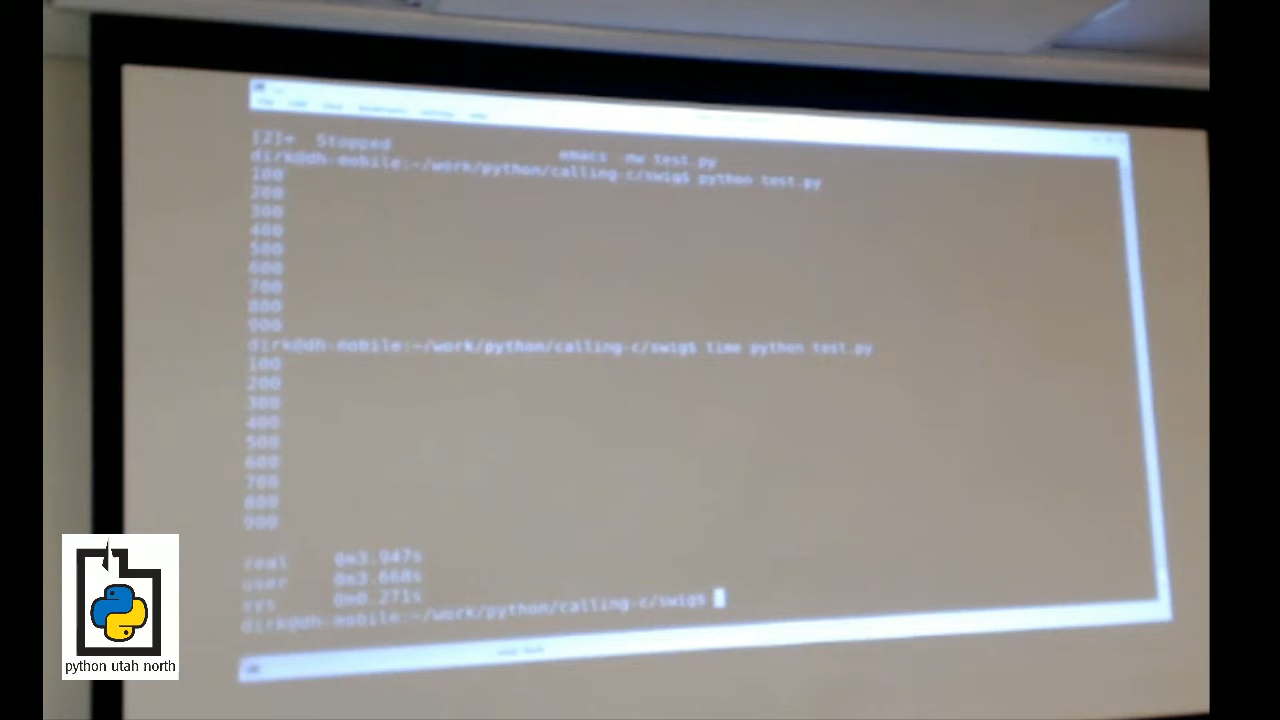 [2]+  Stopped                 emacs -nw test.py
dirk@dh-mobile:~/work/python/calling-c/swig$ python test.py
100
200
300
400
500
600
700
800
900
dirk@dh-mobile:~/work/python/calling-c/swig$ time python test.py
100
200
300
400
500
600
700
800
900
real    0m3.947s
user    0m3.668s
sys     0m0.271s
dirk@dh-mobile:~/work/python/calling-c/swig$
python utah north